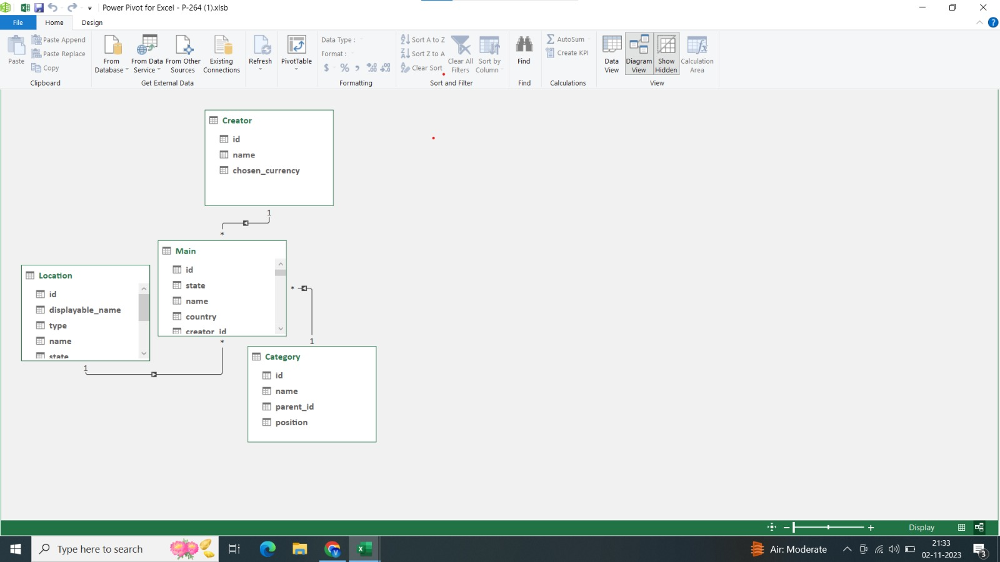 Power Pivot for Excel - P-264 (1).xlsb
File Home Design ?
Paste
Paste Append
Paste Replace
Copy
Clipboard
From Database
From Data Service
From Other Sources
Existing Connections
Get External Data
Refresh
PivotTable
Data Type :
Format :
$ % ,
Formatting
Sort A to Z
Sort Z to A
Clear Sort
Clear All Filters
Sort by Column
Sort and Filter
Find
Find
AutoSum
Create KPI
Calculations
Data View
Diagram View
Show Hidden
Calculation Area
View
Creator
id
name
chosen_currency
1
*
Main
id
state
name
country
creator_id
*
1
*
Location
id
displayable_name
type
name
state
1
Category
id
name
parent_id
position
Display
Type here to search
Air: Moderate
21:33
02-11-2023
3